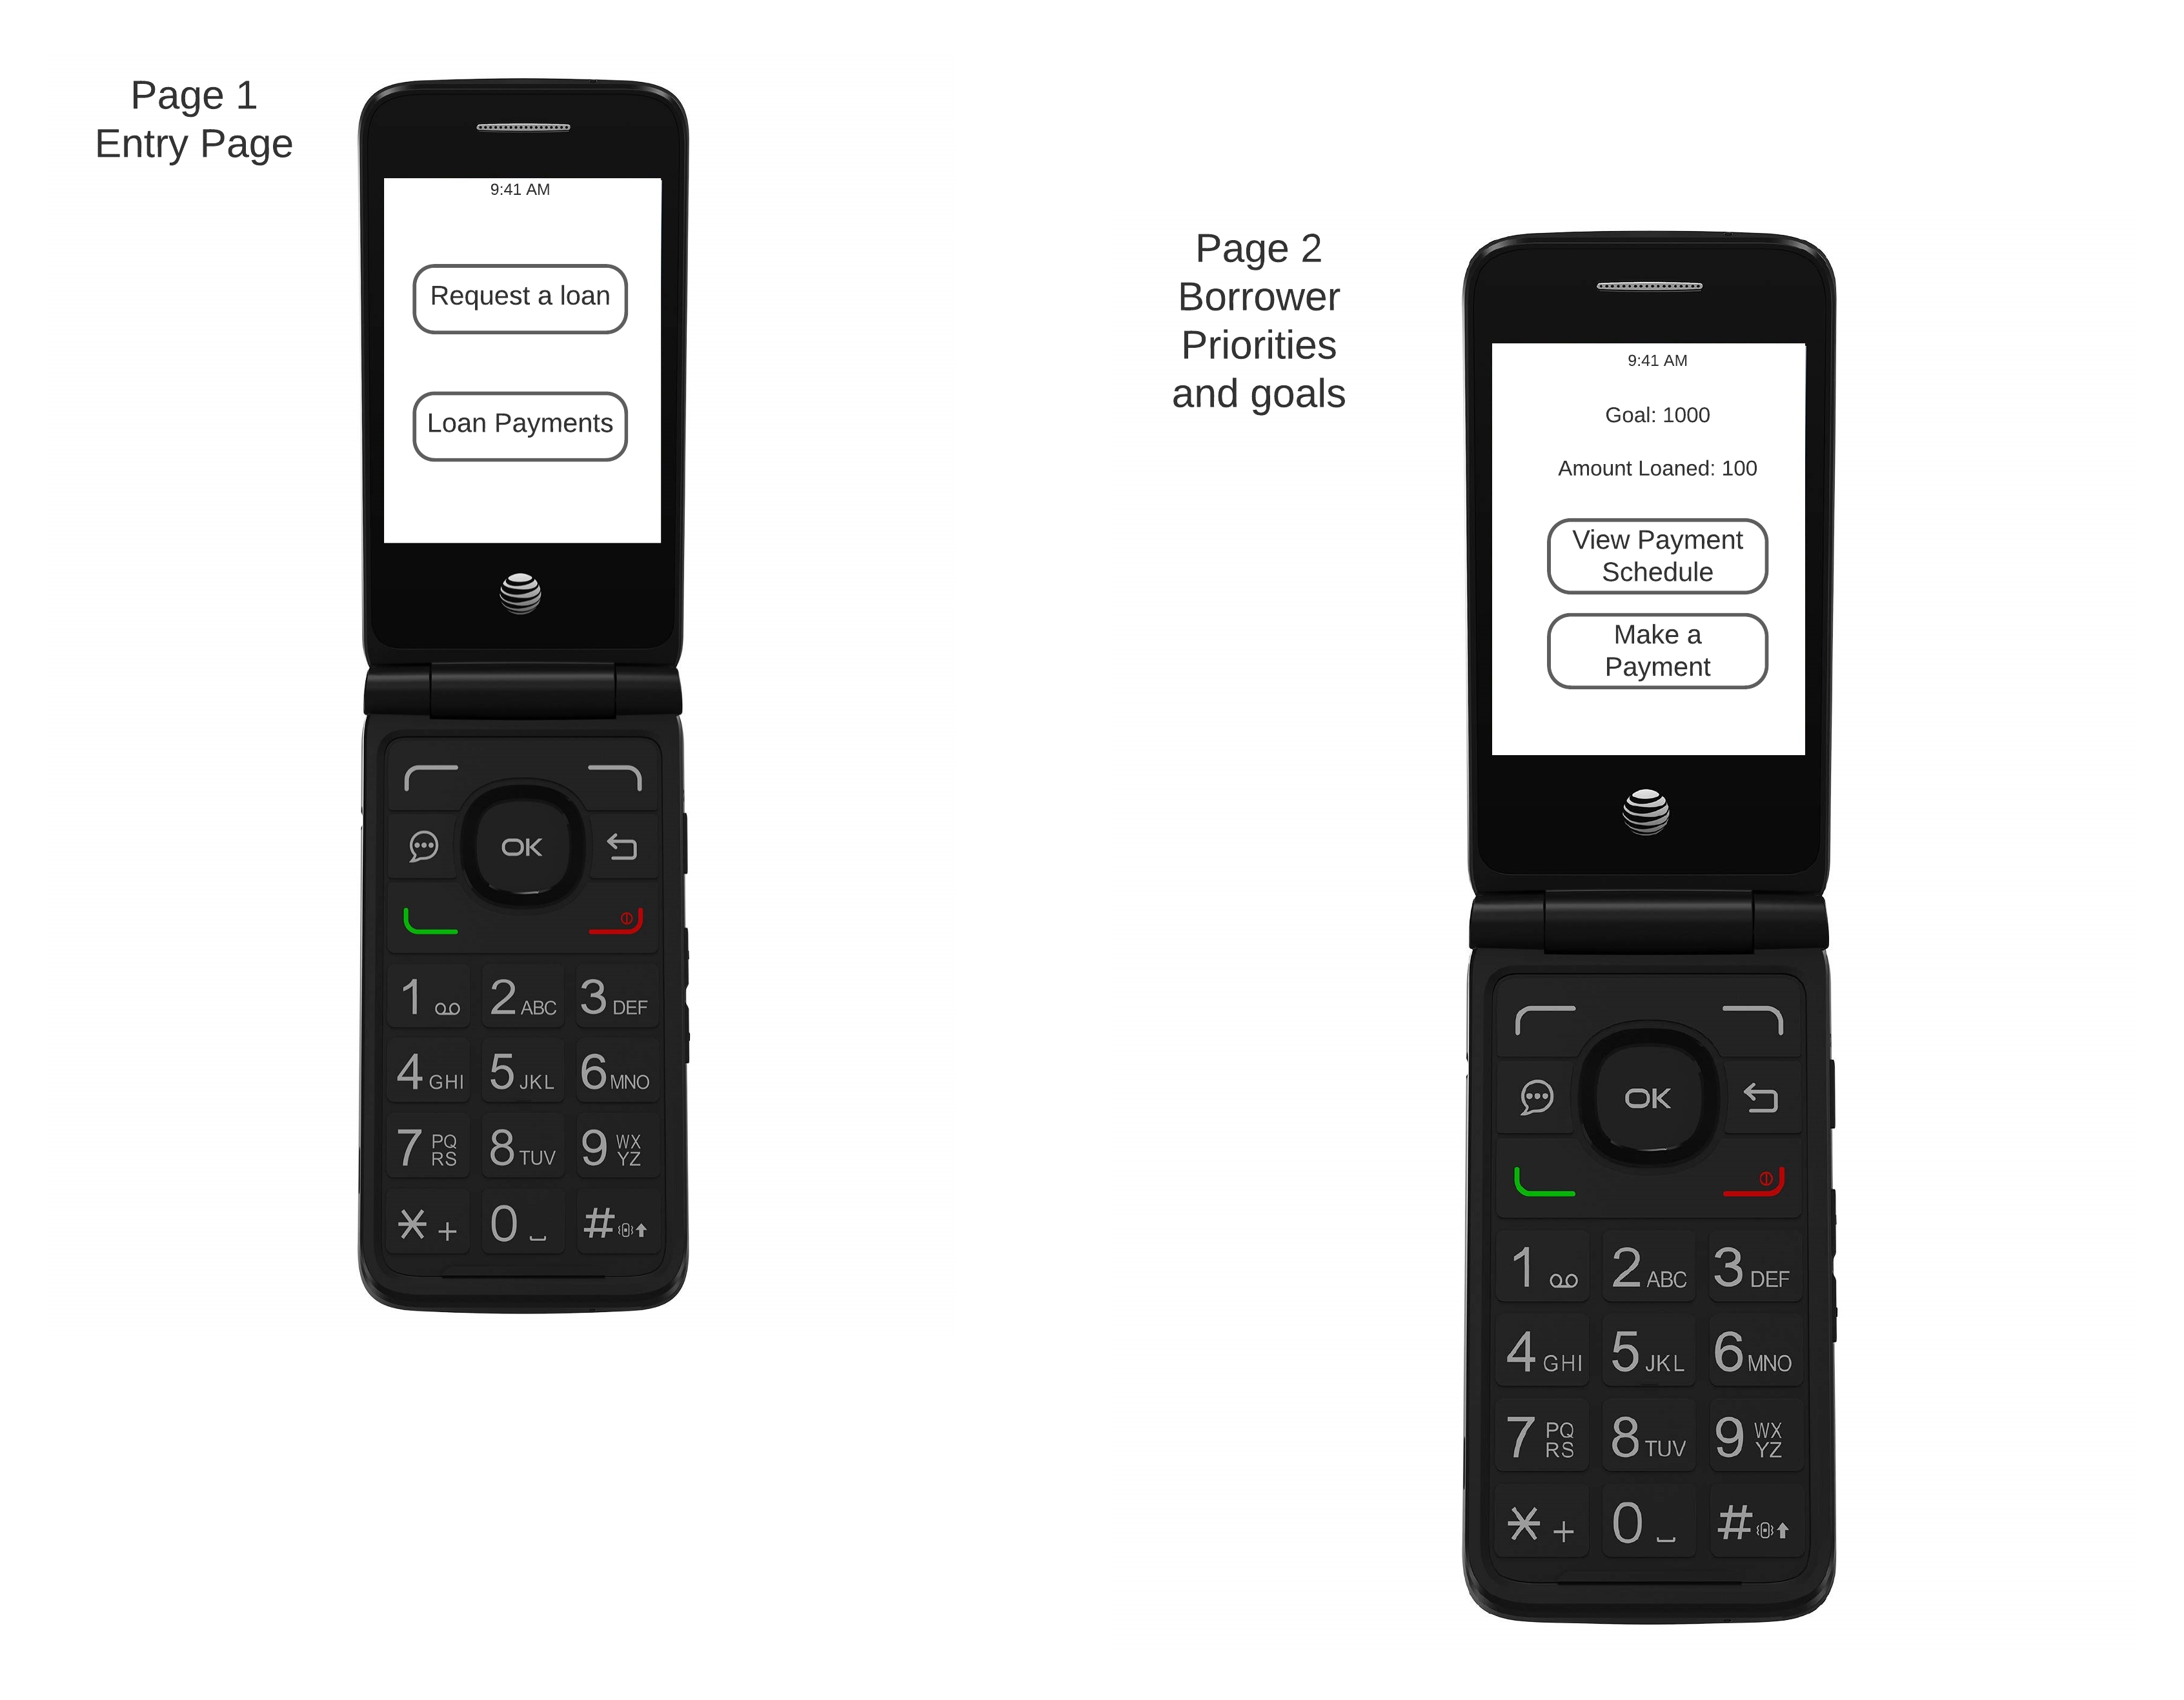 Page 1
Entry Page
9:41 AM
Request a loan
Loan Payments
OK
1
2 ABC
3 DEF
4 GHI
5 JKL
6 MNO
7 PQ
RS
8 TUV
9 WX
YZ
* +
0
#
Page 2
Borrower
Priorities
and goals
9:41 AM
Goal: 1000
Amount Loaned: 100
View Payment
Schedule
Make a
Payment
OK
1
2 ABC
3 DEF
4 GHI
5 JKL
6 MNO
7 PQ
RS
8 TUV
9 WX
YZ
* +
0
#